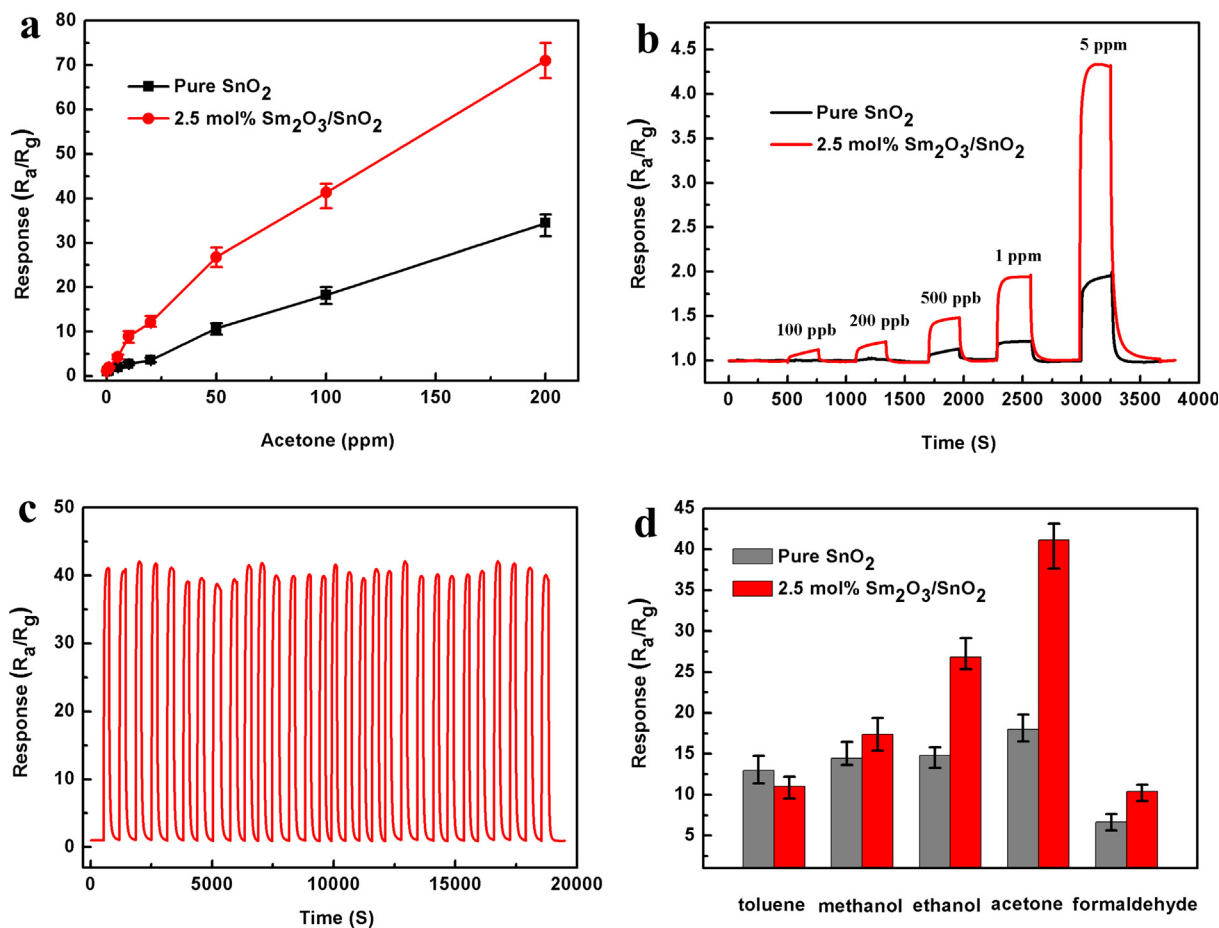 a
80
70
60
50
40
30
20
10
0
Response (Ra/Rg)
Pure SnO2
2.5 mol% Sm2O3/SnO2
0 50 100 150 200
Acetone (ppm)
b
4.5
4.0
3.5
3.0
2.5
2.0
1.5
1.0
Response (Ra/Rg)
Pure SnO2
2.5 mol% Sm2O3/SnO2
100 ppb
200 ppb
500 ppb
1 ppm
5 ppm
0 500 1000 1500 2000 2500 3000 3500 4000
Time (S)
c
50
40
30
20
10
0
Response (Ra/Rg)
0 5000 10000 15000 20000
Time (S)
d
45
40
35
30
25
20
15
10
5
Response (Ra/Rg)
Pure SnO2
2.5 mol% Sm2O3/SnO2
toluene methanol ethanol acetone formaldehyde